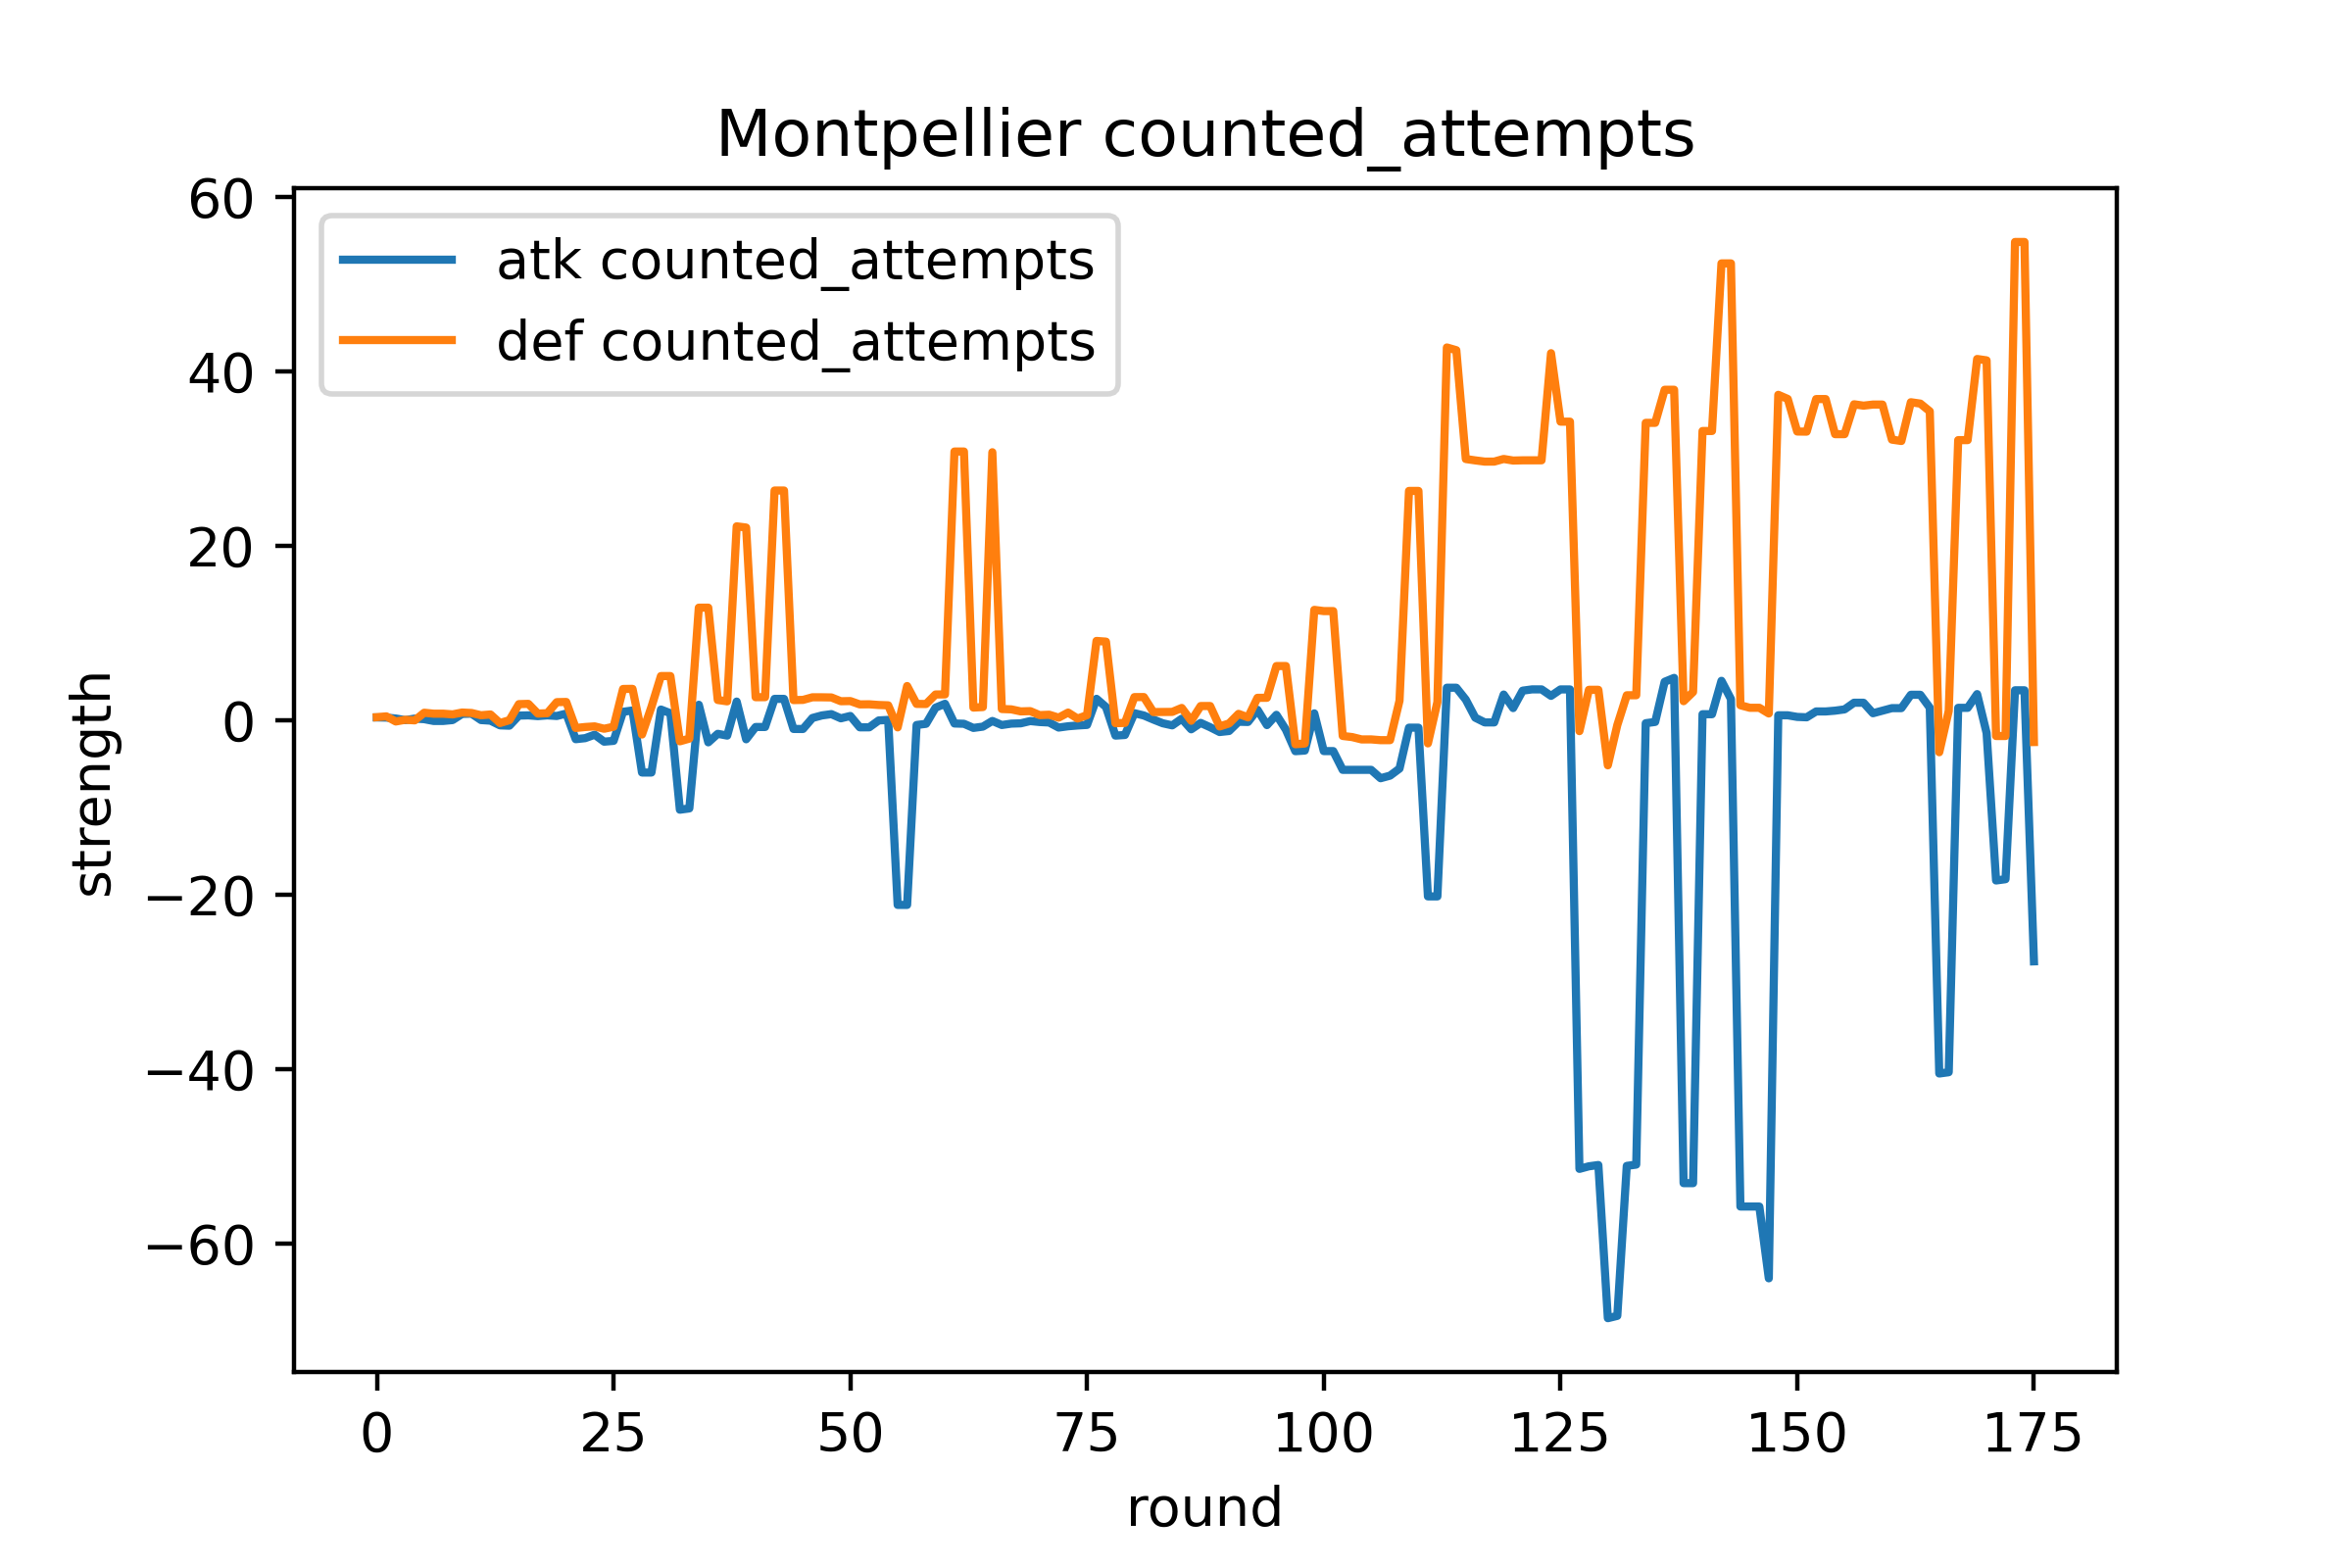 Montpellier counted_attempts
60
40
20
0
−20
−40
−60
strength
atk counted_attempts
def counted_attempts
0 25 50 75 100 125 150 175
round